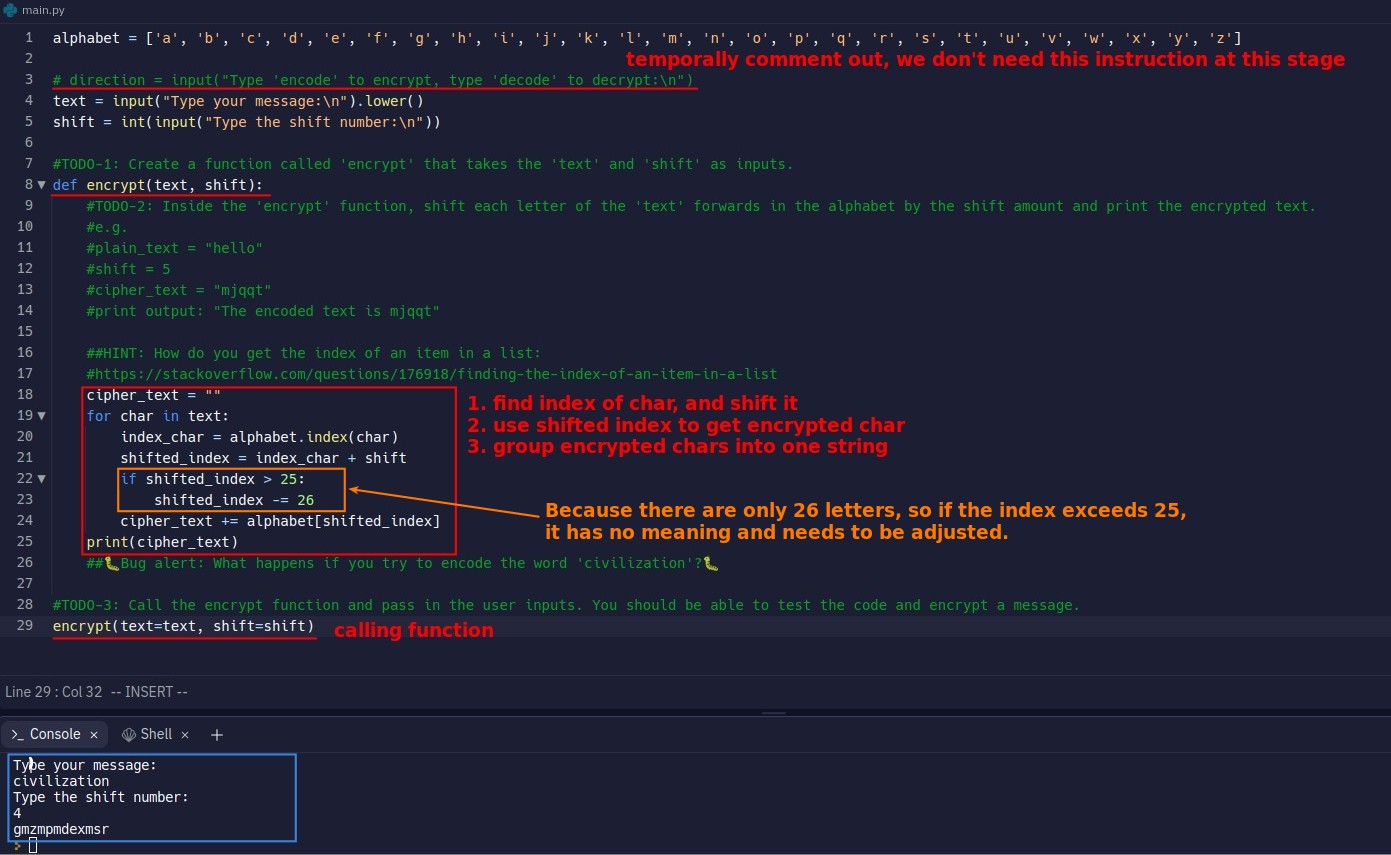 main.py
1 alphabet = ['a', 'b', 'c', 'd', 'e', 'f', 'g', 'h', 'i', 'j', 'k', 'l', 'm', 'n', 'o', 'p', 'q', 'r', 's', 't', 'u', 'v', 'w', 'x', 'y', 'z']
2 temporally comment out, we don't need this instruction at this stage
3 # direction = input("Type 'encode' to encrypt, type 'decode' to decrypt:\n")
4 text = input("Type your message:\n").lower()
5 shift = int(input("Type the shift number:\n"))
6
7 #TODO-1: Create a function called 'encrypt' that takes the 'text' and 'shift' as inputs.
8 def encrypt(text, shift):
9 #TODO-2: Inside the 'encrypt' function, shift each letter of the 'text' forwards in the alphabet by the shift amount and print the encrypted text.
10 #e.g.
11 #plain_text = "hello"
12 #shift = 5
13 #cipher_text = "mjqqt"
14 #print output: "The encoded text is mjqqt"
15
16 ##HINT: How do you get the index of an item in a list:
17 #https://stackoverflow.com/questions/176918/finding-the-index-of-an-item-in-a-list
18 cipher_text = ""
19 for char in text:
20 index_char = alphabet.index(char)
21 shifted_index = index_char + shift
22 if shifted_index > 25:
23 shifted_index -= 26
24 cipher_text += alphabet[shifted_index]
25 print(cipher_text)
1. find index of char, and shift it
2. use shifted index to get encrypted char
3. group encrypted chars into one string
Because there are only 26 letters, so if the index exceeds 25,
it has no meaning and needs to be adjusted.
26 ##🐛Bug alert: What happens if you try to encode the word 'civilization'?🐛
27
28 #TODO-3: Call the encrypt function and pass in the user inputs. You should be able to test the code and encrypt a message.
29 encrypt(text=text, shift=shift) calling function
Line 29 : Col 32 -- INSERT --
>_ Console × Shell × +
Type your message:
civilization
Type the shift number:
4
gmzmpmdexmsr
>